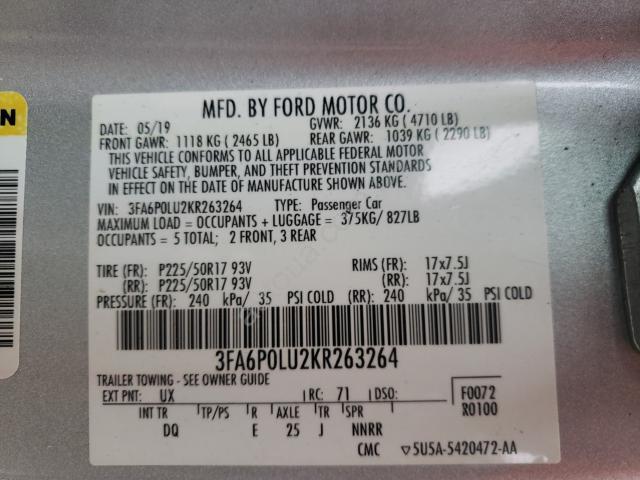 N
MFD. BY FORD MOTOR CO.
DATE: 05/19 GVWR: 2136 KG ( 4710 LB)
FRONT GAWR: 1118 KG ( 2465 LB) REAR GAWR: 1039 KG ( 2290 LB)
THIS VEHICLE CONFORMS TO ALL APPLICABLE FEDERAL MOTOR
VEHICLE SAFETY, BUMPER, AND THEFT PREVENTION STANDARDS
IN EFFECT ON THE DATE OF MANUFACTURE SHOWN ABOVE.
VIN: 3FA6P0LU2KR263264 TYPE: Passenger Car
MAXIMUM LOAD = OCCUPANTS + LUGGAGE = 375KG/ 827LB
OCCUPANTS = 5 TOTAL; 2 FRONT, 3 REAR
TIRE (FR): P225/50R17 93V RIMS (FR): 17x7.5J
(RR): P225/50R17 93V (RR): 17x7.5J
PRESSURE (FR): 240 kPa/ 35 PSI COLD (RR): 240 kPa/ 35 PSI COLD
3FA6P0LU2KR263264
TRAILER TOWING - SEE OWNER GUIDE
EXT PNT: UX RC: 71 DSO: F0072
INT TR TP/PS R AXLE TR SPR R0100
DQ E 25 J NNRR
CMC ▽5U5A-5420472-AA